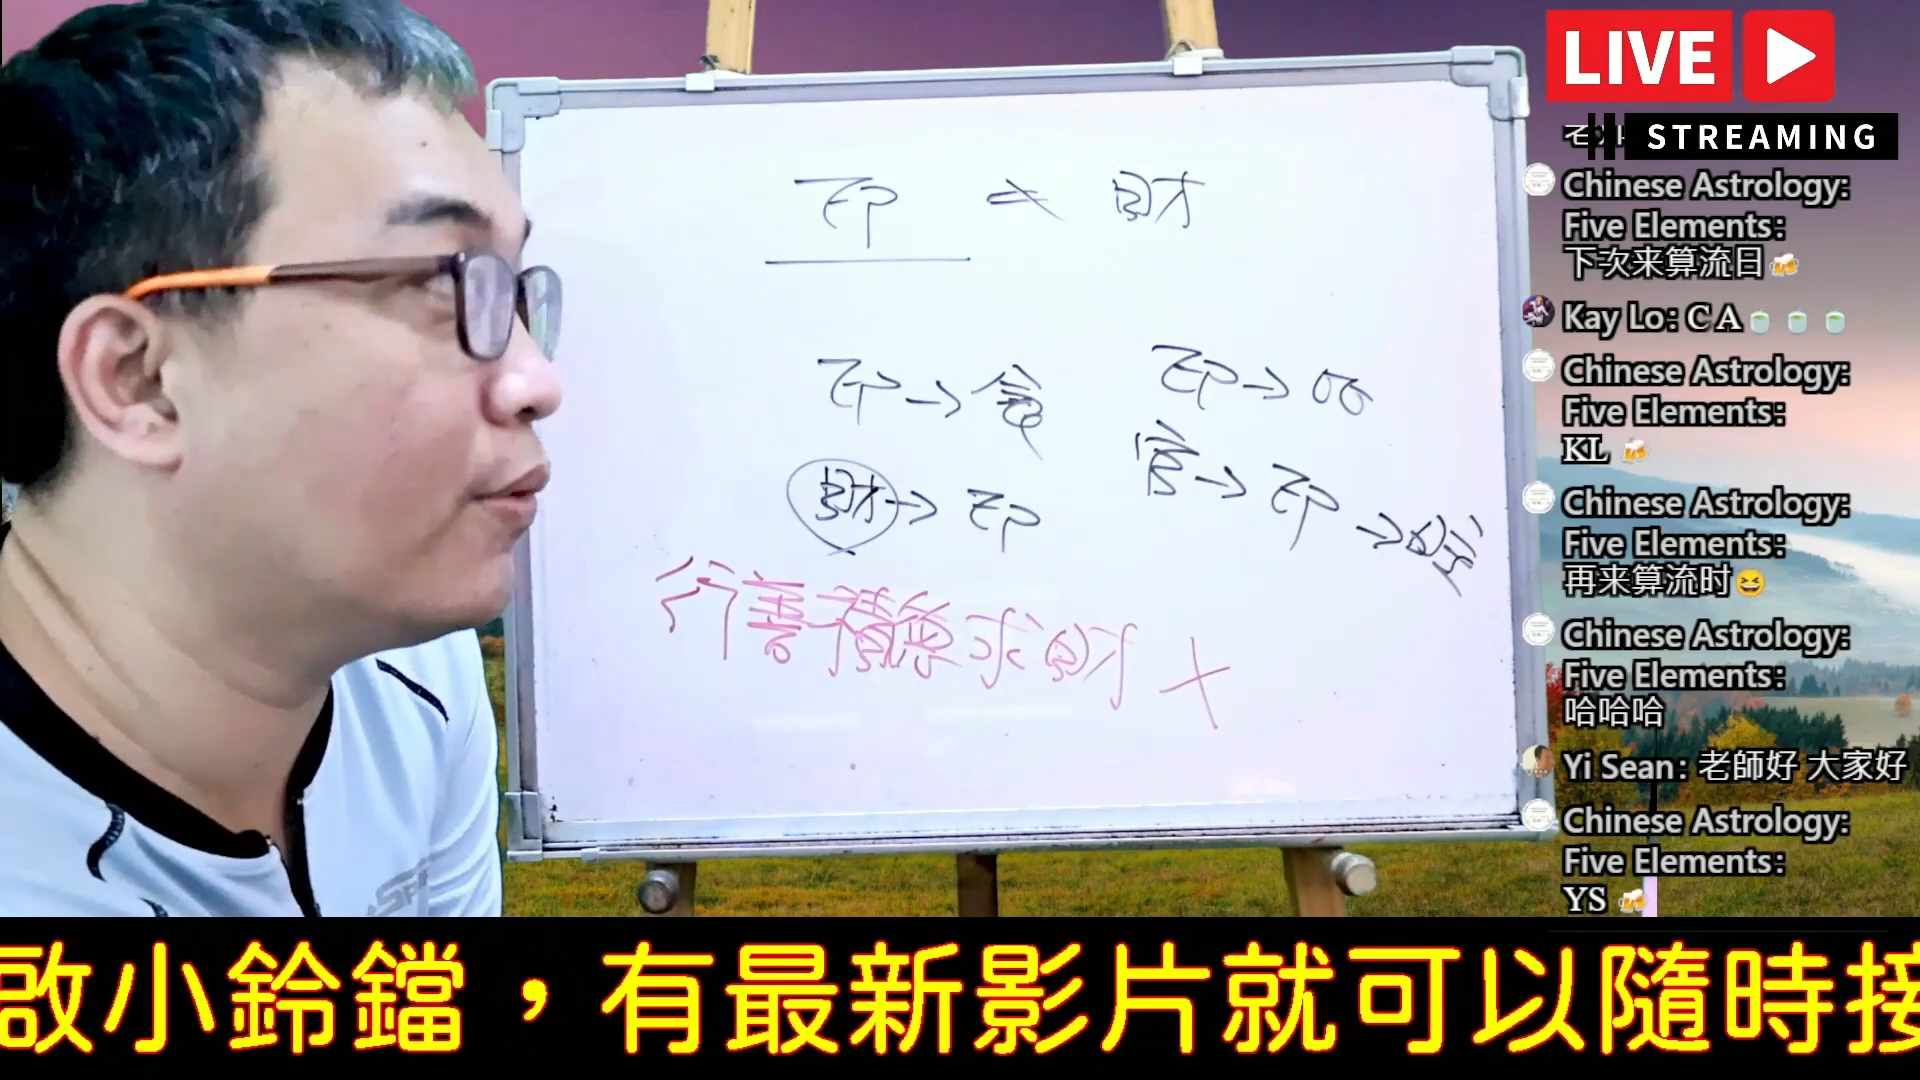 LIVE
STREAMING
印 财
印→食
印→比
财→印
官→印→
行善積德求财 ×
Chinese Astrology:
Five Elements:
下次来算流日🍻
Kay Lo: C A🍵 🍵 🍵
Chinese Astrology:
Five Elements:
KL 🍻
Chinese Astrology:
Five Elements:
再来算流时😆
Chinese Astrology:
Five Elements:
哈哈哈
Yi Sean: 老師好 大家好
Chinese Astrology:
Five Elements:
YS 🍻
啟小鈴鐺，有最新影片就可以隨時接